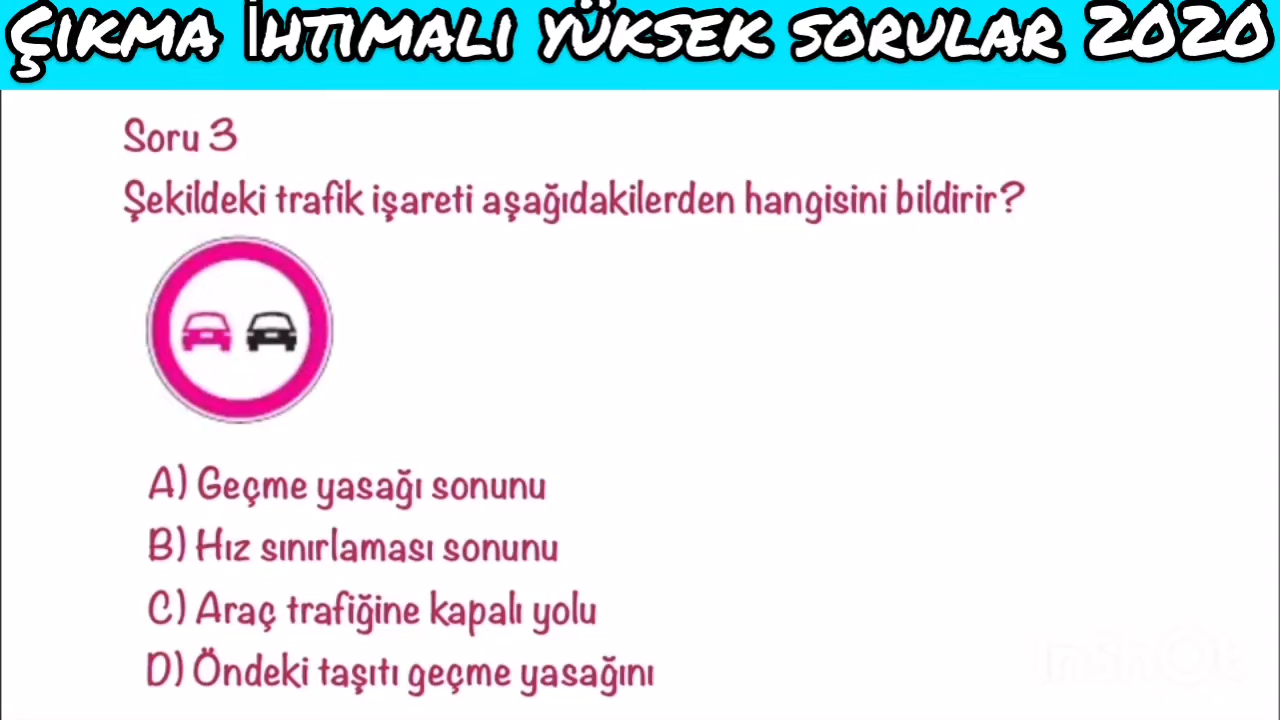 ÇIKMA İHTIMALI YÜKSEK SORULAR 2020
Soru 3
Şekildeki trafik işareti aşağıdakilerden hangisini bildirir?
A) Geçme yasağı sonunu
B) Hız sınırlaması sonunu
C) Araç trafiğine kapalı yolu
D) Öndeki taşıtı geçme yasağını